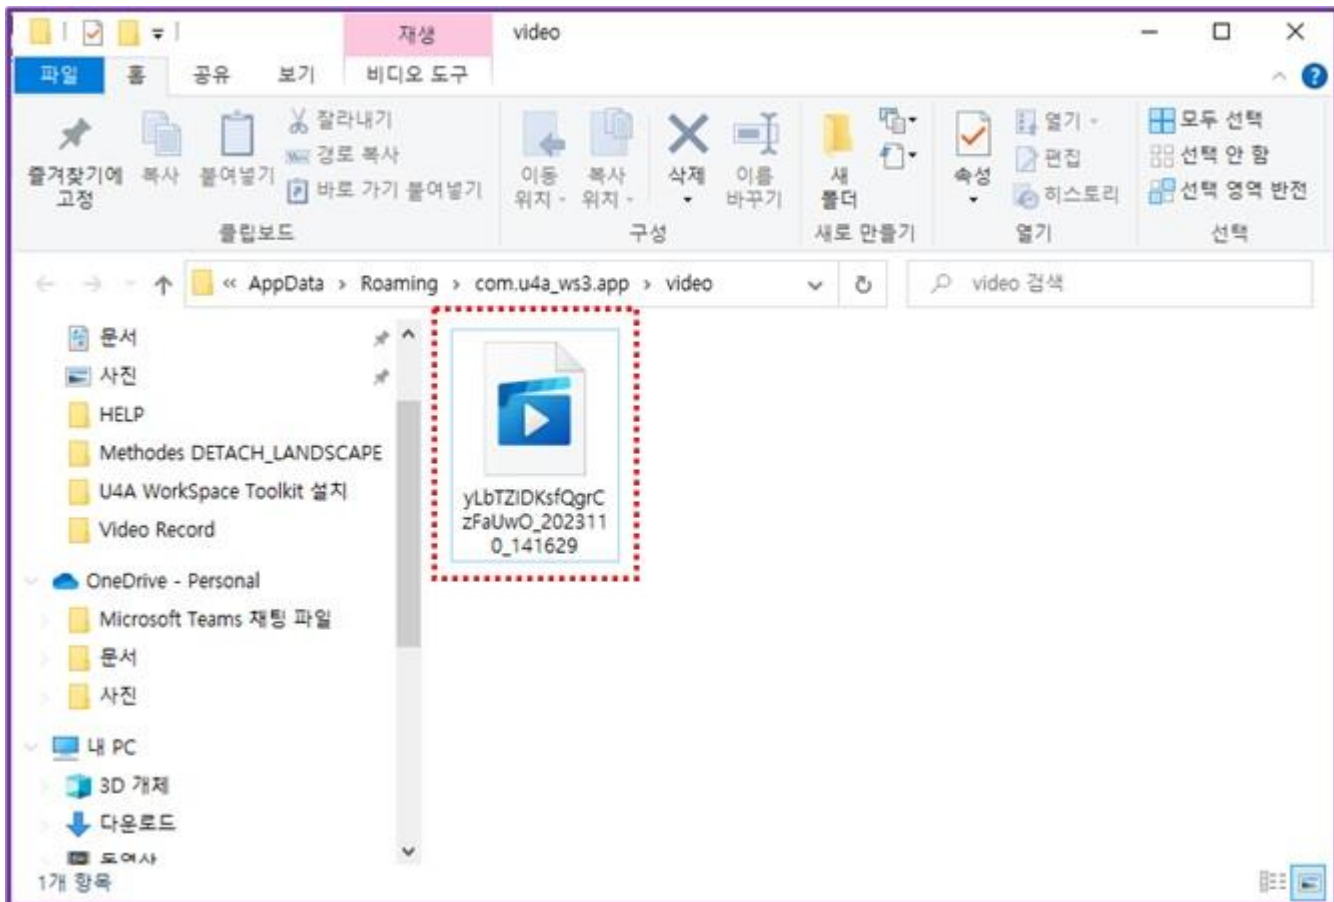 재생 video
파일 홈 공유 보기 비디오 도구
즐겨찾기에
고정
복사
붙여넣기
잘라내기
경로 복사
바로 가기 붙여넣기
클립보드
이동
위치
복사
위치
삭제
이름
바꾸기
구성
새
폴더
새로 만들기
속성
열기
편집
히스토리
열기
모두 선택
선택 안 함
선택 영역 반전
선택
« AppData › Roaming › com.u4a_ws3.app › video
video 검색
문서
사진
HELP
Methodes DETACH_LANDSCAPE
U4A WorkSpace Toolkit 설치
Video Record
OneDrive - Personal
Microsoft Teams 채팅 파일
문서
사진
내 PC
3D 개체
다운로드
yLbTZIDKsfQgrC
zFaUwO_202311
0_141629
1개 항목